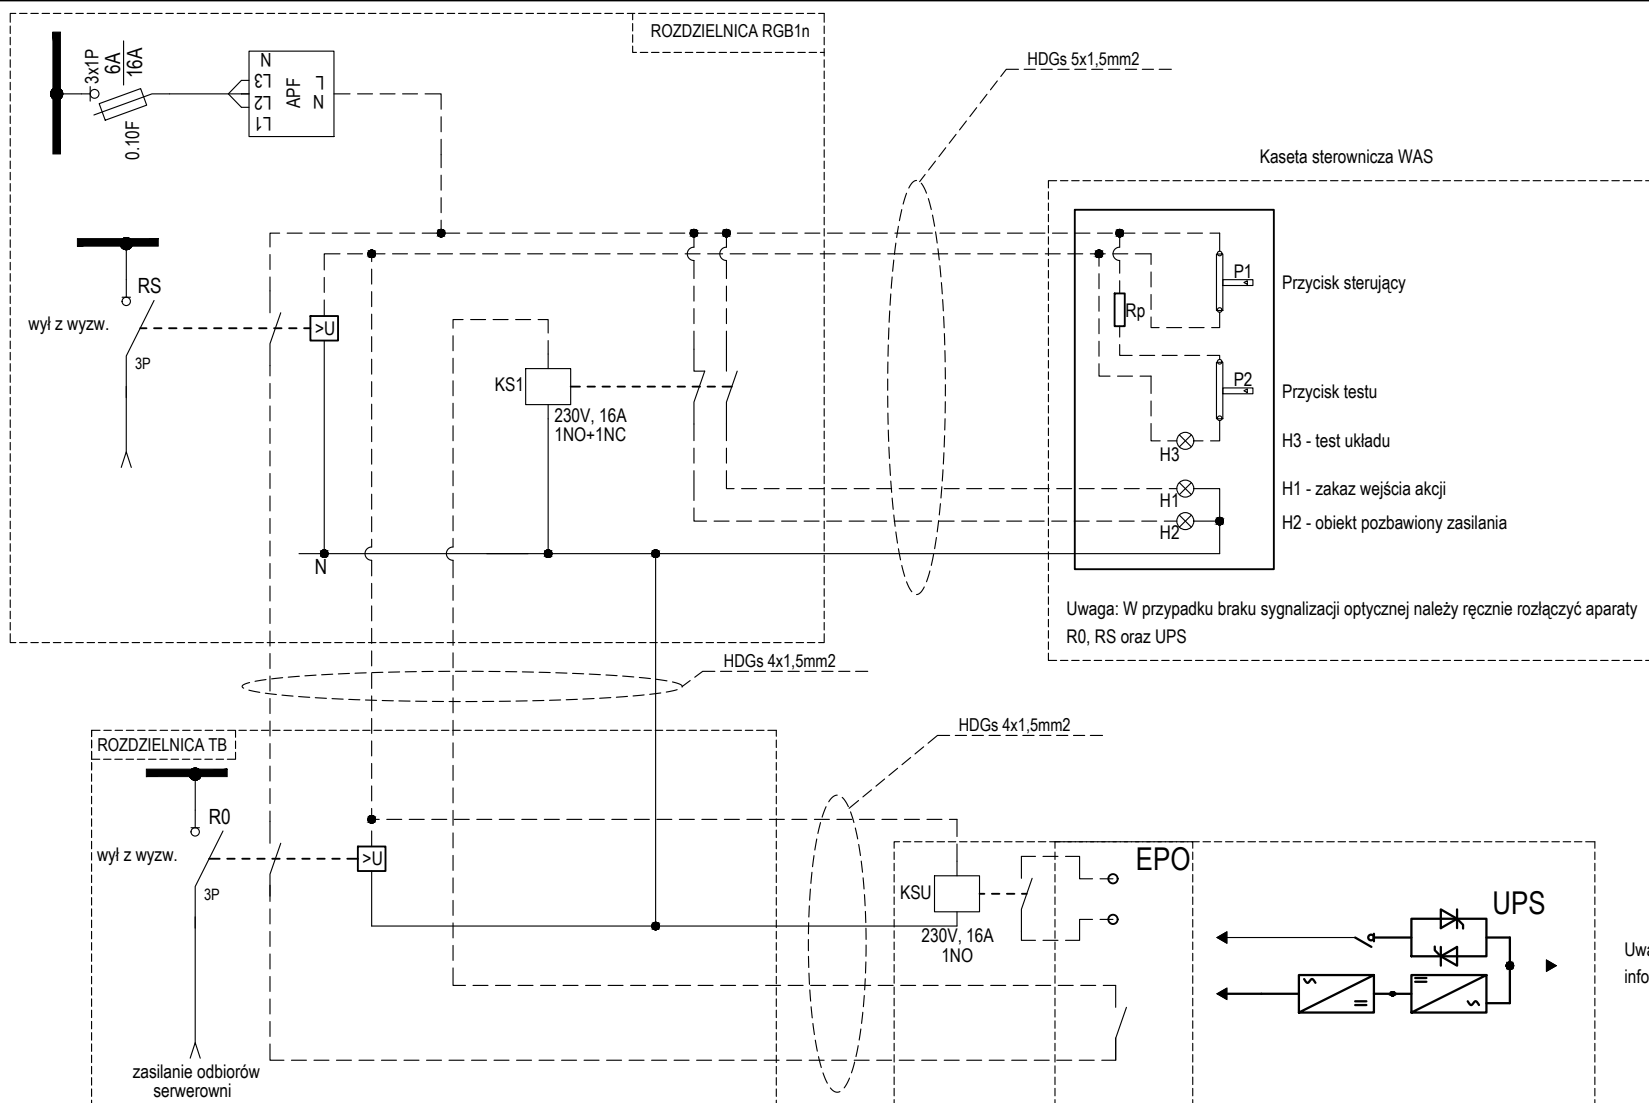 ROZDZIELNICA RGB1n
3x1P
6A
16A
0.10F
N
L3
L2
L1
APF
L
N
HDGs 5x1,5mm2
Kaseta sterownicza WAS
RS
wył z wyzw.
3P
>U
KS1
230V, 16A
1NO+1NC
N
P1
Przycisk sterujący
Rp
P2
Przycisk testu
H3
H3 - test układu
H1
H1 - zakaz wejścia akcji
H2
H2 - obiekt pozbawiony zasilania
Uwaga: W przypadku braku sygnalizacji optycznej należy ręcznie rozłączyć aparaty
R0, RS oraz UPS
HDGs 4x1,5mm2
HDGs 4x1,5mm2
ROZDZIELNICA TB
R0
wył z wyzw.
3P
>U
zasilanie odbiorów
serwerowni
KSU
230V, 16A
1NO
EPO
UPS
Uwa
info